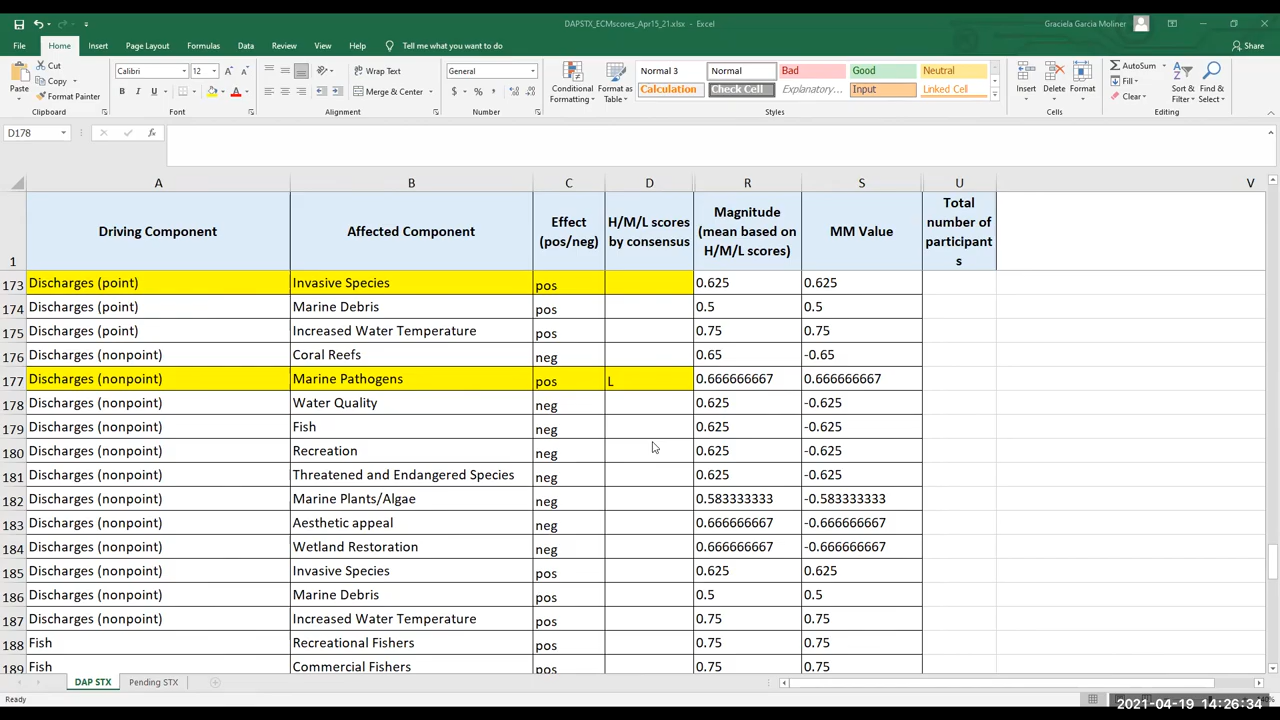 DAPSTX_ECMscores_Apr15_21.xlsx - Excel
Graciela Garcia Moliner
File Home Insert Page Layout Formulas Data Review View Help Tell me what you want to do Share
Paste Cut Copy Format Painter
Clipboard
Calibri 12
B I U
Font
Wrap Text
Merge & Center
Alignment
General
$ % ,
Number
Conditional Formatting Format as Table
Normal 3 Normal Bad Good Neutral
Calculation Check Cell Explanatory... Input Linked Cell
Styles
Insert Delete Format
Cells
AutoSum Fill Clear
Sort & Filter Find & Select
Editing
D178 fx
A B C D R S U V
1 Driving Component Affected Component Effect (pos/neg) H/M/L scores by consensus Magnitude (mean based on H/M/L scores) MM Value Total number of participants
173 Discharges (point) Invasive Species pos 0.625 0.625
174 Discharges (point) Marine Debris pos 0.5 0.5
175 Discharges (point) Increased Water Temperature pos 0.75 0.75
176 Discharges (nonpoint) Coral Reefs neg 0.65 -0.65
177 Discharges (nonpoint) Marine Pathogens pos L 0.666666667 0.666666667
178 Discharges (nonpoint) Water Quality neg 0.625 -0.625
179 Discharges (nonpoint) Fish neg 0.625 -0.625
180 Discharges (nonpoint) Recreation neg 0.625 -0.625
181 Discharges (nonpoint) Threatened and Endangered Species neg 0.625 -0.625
182 Discharges (nonpoint) Marine Plants/Algae neg 0.583333333 -0.583333333
183 Discharges (nonpoint) Aesthetic appeal neg 0.666666667 -0.666666667
184 Discharges (nonpoint) Wetland Restoration neg 0.666666667 -0.666666667
185 Discharges (nonpoint) Invasive Species pos 0.625 0.625
186 Discharges (nonpoint) Marine Debris pos 0.5 0.5
187 Discharges (nonpoint) Increased Water Temperature pos 0.75 0.75
188 Fish Recreational Fishers pos 0.75 0.75
189 Fish Commercial Fishers pos 0.75 0.75
DAP STX Pending STX
Ready
2021-04-19 14:26:34